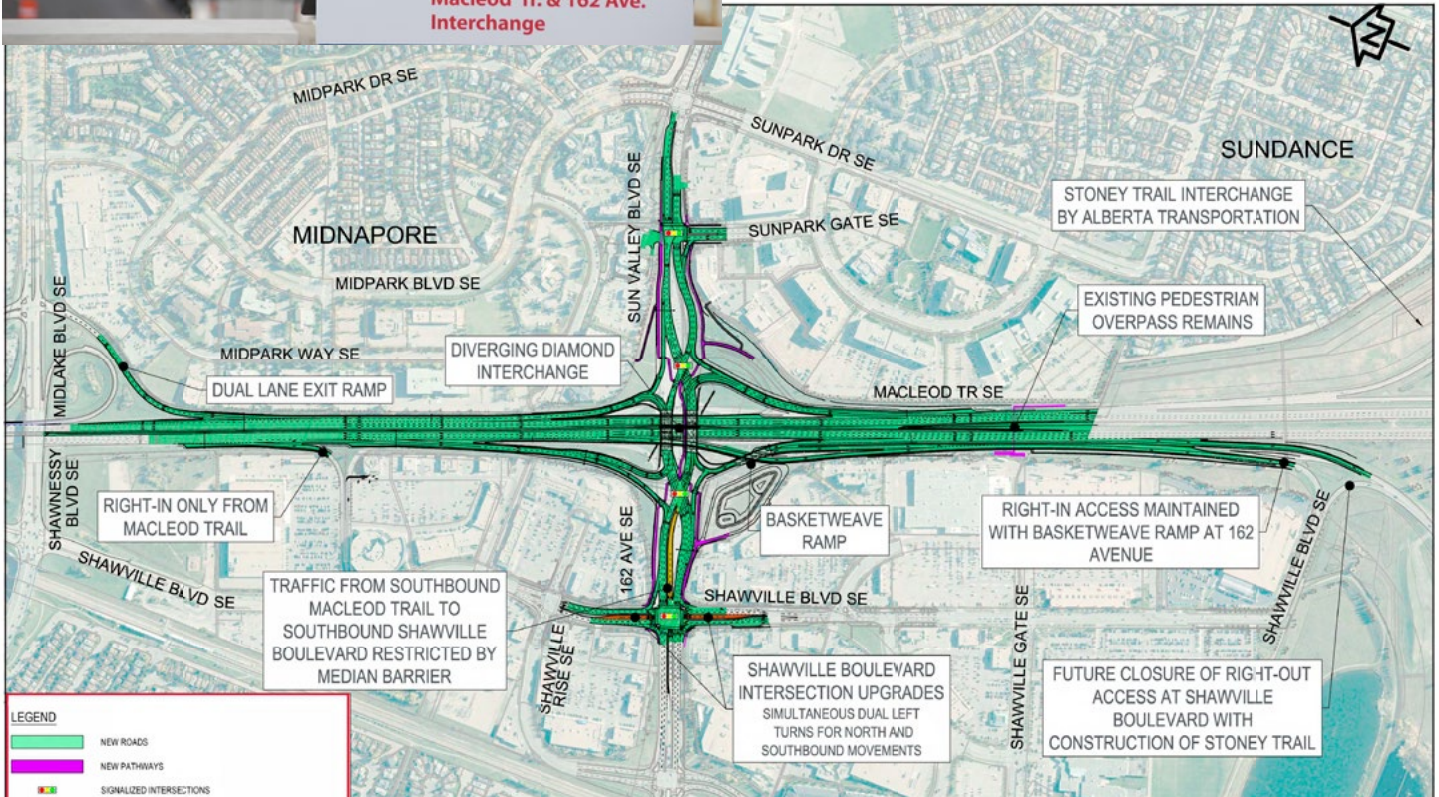 Macleod Tr. & 162 Ave.
Interchange
N
MIDPARK DR SE
SUNPARK DR SE
SUNDANCE
STONEY TRAIL INTERCHANGE
BY ALBERTA TRANSPORTATION
SUN VALLEY BLVD SE
SUNPARK GATE SE
MIDNAPORE
MIDPARK BLVD SE
EXISTING PEDESTRIAN
OVERPASS REMAINS
MIDLAKE BLVD SE
MIDPARK WAY SE
DIVERGING DIAMOND
INTERCHANGE
DUAL LANE EXIT RAMP
MACLEOD TR SE
SHAWNESSY
BLVD SE
RIGHT-IN ONLY FROM
MACLEOD TRAIL
162 AVE SE
BASKETWEAVE
RAMP
RIGHT-IN ACCESS MAINTAINED
WITH BASKETWEAVE RAMP AT 162
AVENUE
SHAWVILLE BLVD SE
SHAWVILLE BLVD SE
TRAFFIC FROM SOUTHBOUND
MACLEOD TRAIL TO
SOUTHBOUND SHAWVILLE
BOULEVARD RESTRICTED BY
MEDIAN BARRIER
SHAWVILLE BLVD SE
SHAWVILLE
RISE SE
SHAWVILLE BOULEVARD
INTERSECTION UPGRADES
SIMULTANEOUS DUAL LEFT
TURNS FOR NORTH AND
SOUTHBOUND MOVEMENTS
SHAWVILLE GATE SE
FUTURE CLOSURE OF RIGHT-OUT
ACCESS AT SHAWVILLE
BOULEVARD WITH
CONSTRUCTION OF STONEY TRAIL
LEGEND
NEW ROADS
NEW PATHWAYS
SIGNALIZED INTERSECTIONS